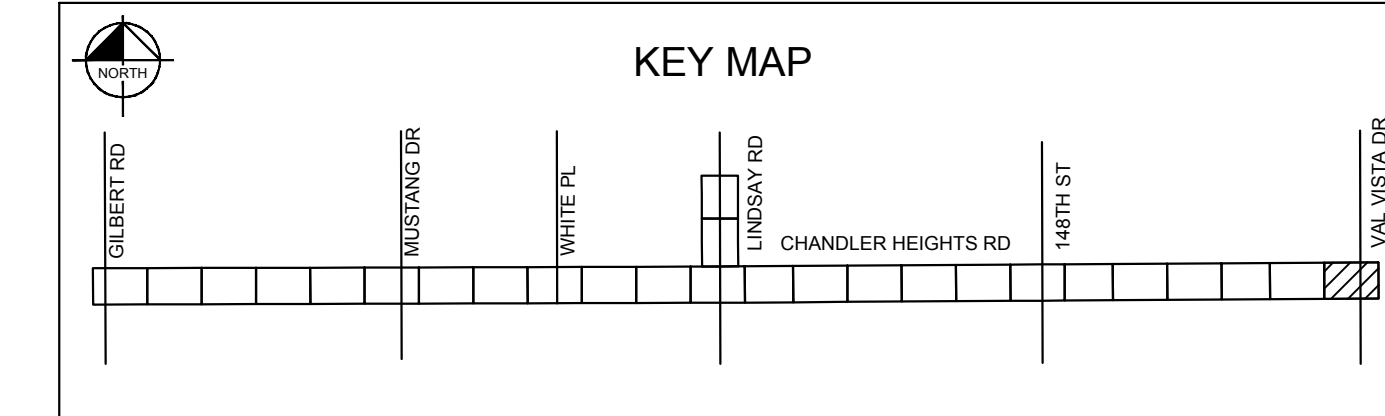 KEY MAP
NORTH
GILBERT RD
MUSTANG DR
WHITE PL
LINDSAY RD
CHANDLER HEIGHTS RD
148TH ST
VAL VISTA DR